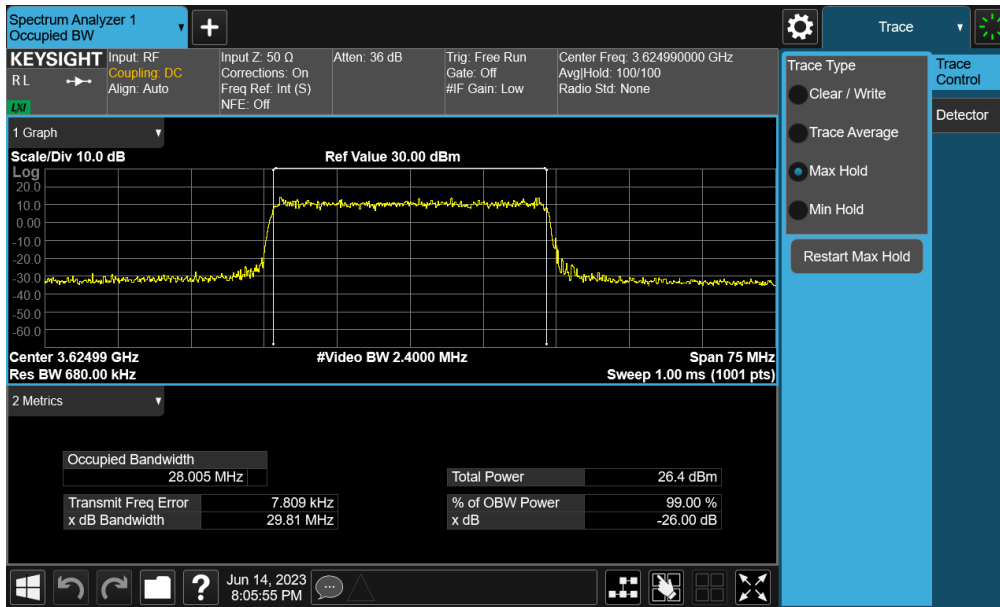 Spectrum Analyzer 1
Occupied BW
+
Trace
KEYSIGHT
R L
LXI
Input: RF
Coupling: DC
Align: Auto
Input Z: 50 Ω
Corrections: On
Freq Ref: Int (S)
NFE: Off
Atten: 36 dB
Trig: Free Run
Gate: Off
#IF Gain: Low
Center Freq: 3.624990000 GHz
Avg|Hold: 100/100
Radio Std: None
Trace Type
Clear / Write
Trace Average
Max Hold
Min Hold
Restart Max Hold
Trace
Control
Detector
1 Graph
Scale/Div 10.0 dB
Ref Value 30.00 dBm
Log
20.0
10.0
0.00
-10.0
-20.0
-30.0
-40.0
-50.0
-60.0
Center 3.62499 GHz
#Video BW 2.4000 MHz
Span 75 MHz
Res BW 680.00 kHz
Sweep 1.00 ms (1001 pts)
2 Metrics
Occupied Bandwidth
28.005 MHz
Total Power 26.4 dBm
Transmit Freq Error 7.809 kHz
% of OBW Power 99.00 %
x dB Bandwidth 29.81 MHz
x dB -26.00 dB
?
Jun 14, 2023
8:05:55 PM